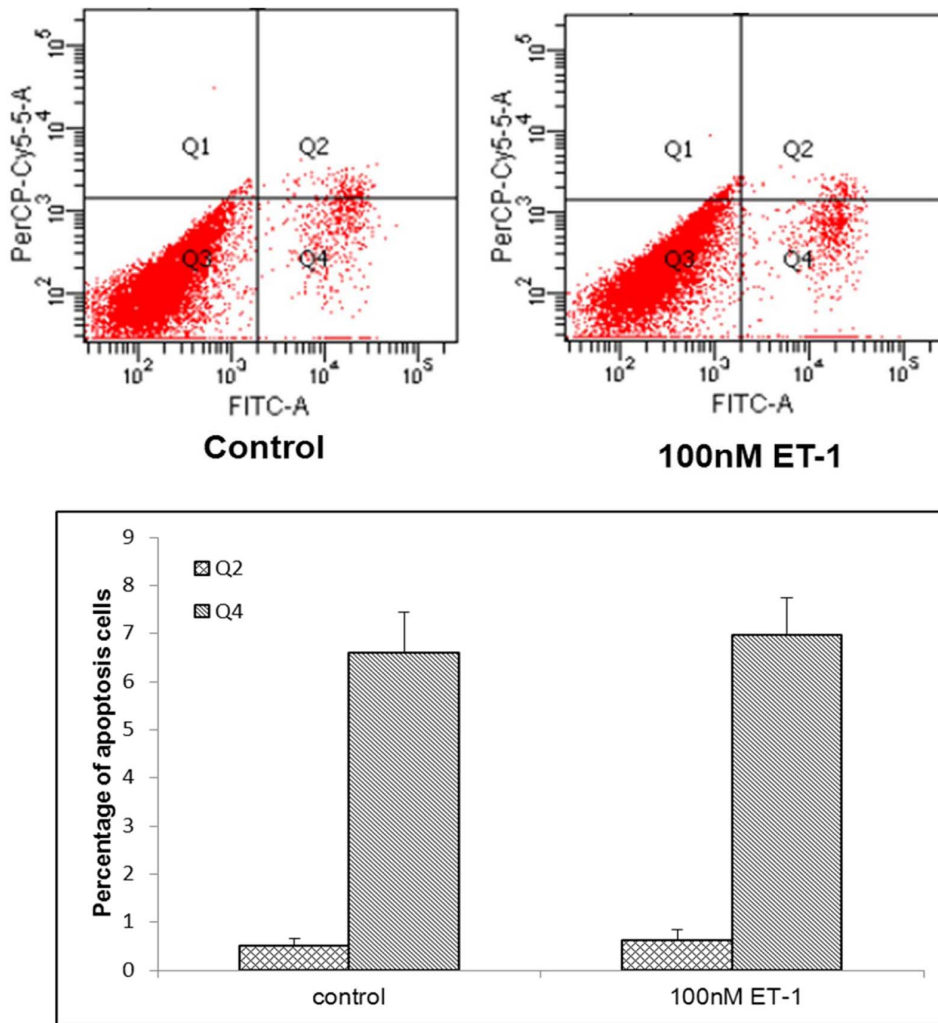 PerCP-Cy5-5-A
10^5
10^4
10^3
10^2
Q1
Q2
Q3
Q4
10^2
10^3
10^4
10^5
FITC-A
Control
PerCP-Cy5-5-A
10^5
10^4
10^3
10^2
Q1
Q2
Q3
Q4
10^2
10^3
10^4
10^5
FITC-A
100nM ET-1
Percentage of apoptosis cells
9
8
7
6
5
4
3
2
1
0
Q2
Q4
control
100nM ET-1